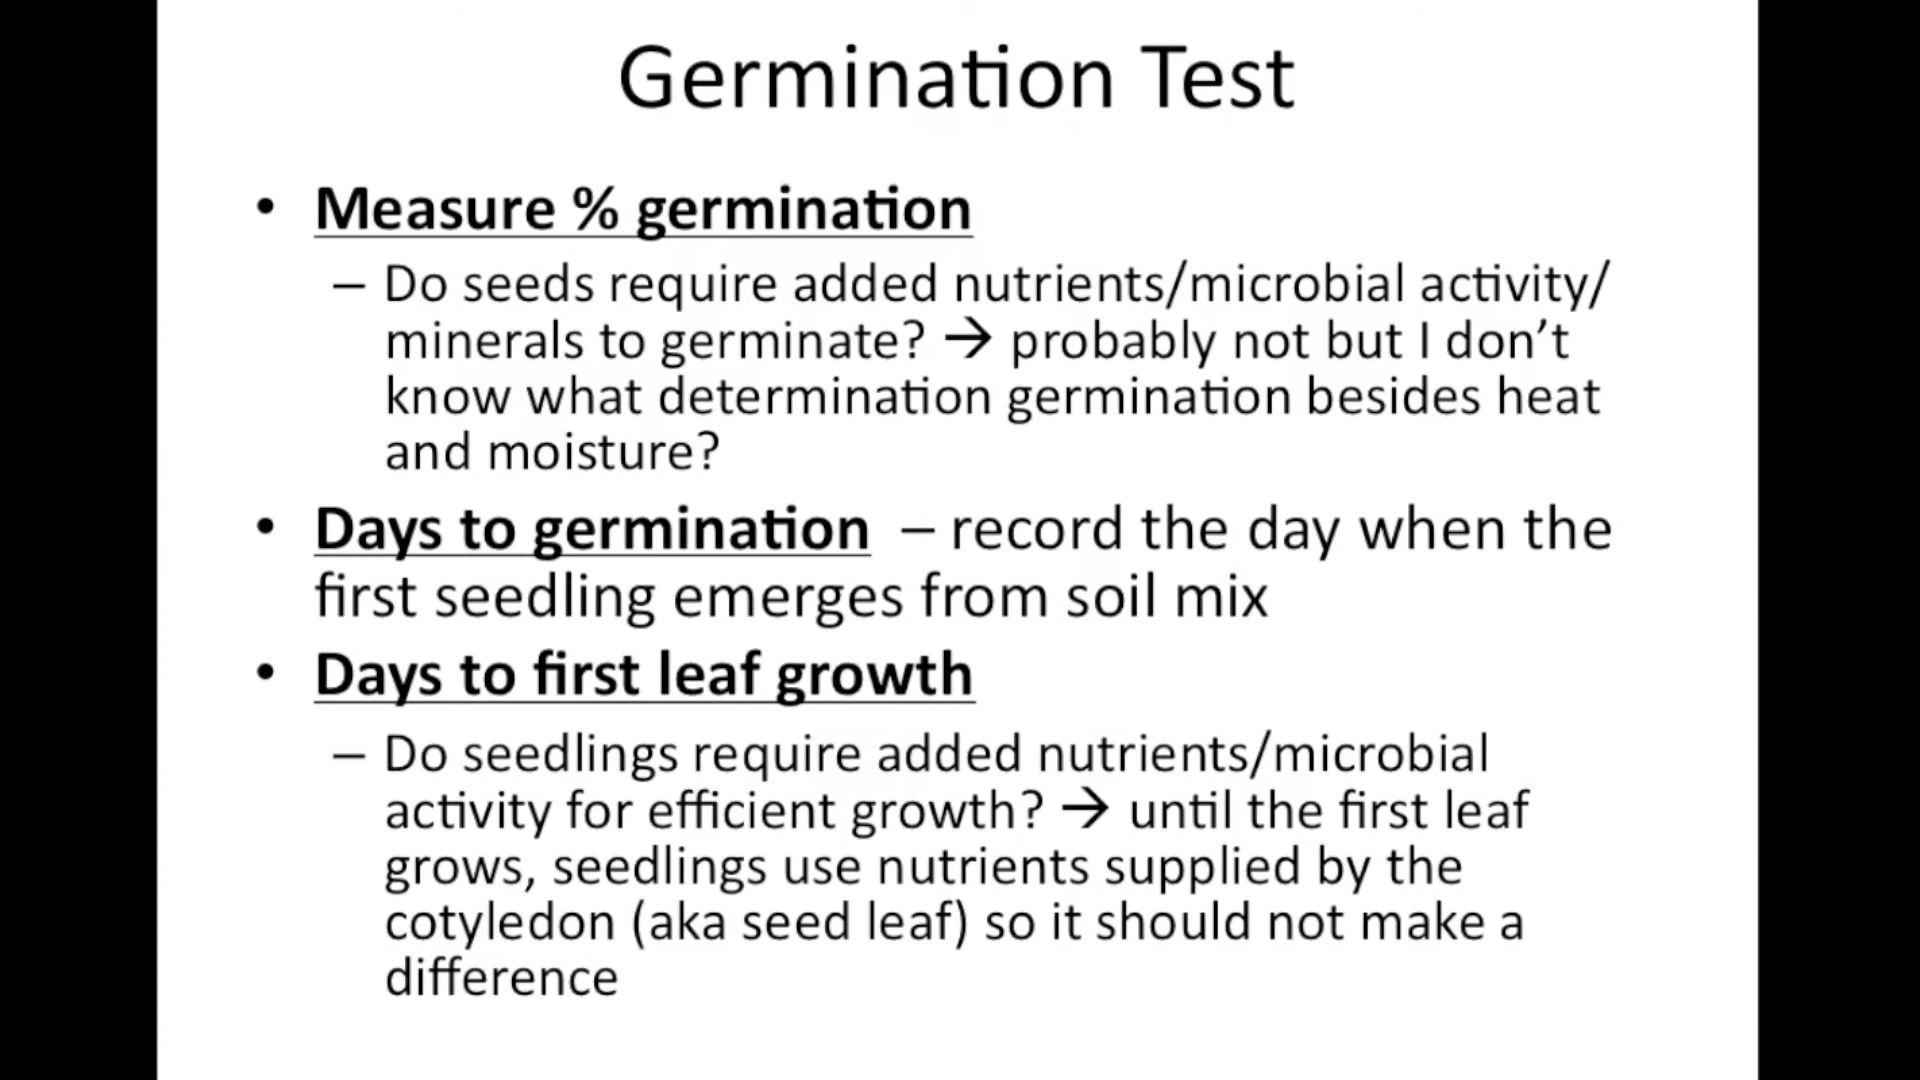 Germination Test
• Measure % germination
– Do seeds require added nutrients/microbial activity/
minerals to germinate? → probably not but I don’t
know what determination germination besides heat
and moisture?
• Days to germination – record the day when the
first seedling emerges from soil mix
• Days to first leaf growth
– Do seedlings require added nutrients/microbial
activity for efficient growth? → until the first leaf
grows, seedlings use nutrients supplied by the
cotyledon (aka seed leaf) so it should not make a
difference